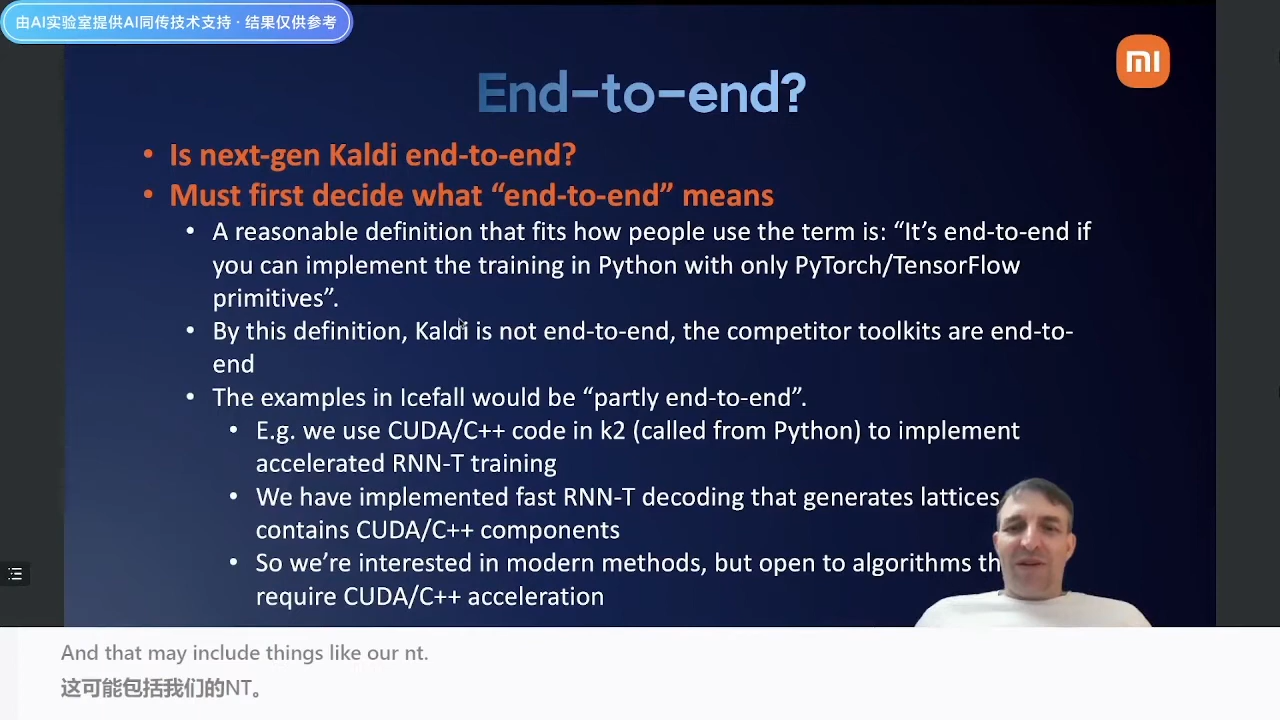 由AI实验室提供AI同传技术支持 · 结果仅供参考
mi
End-to-end?
• Is next-gen Kaldi end-to-end?
• Must first decide what “end-to-end” means
• A reasonable definition that fits how people use the term is: “It’s end-to-end if
you can implement the training in Python with only PyTorch/TensorFlow
primitives”.
• By this definition, Kaldi is not end-to-end, the competitor toolkits are end-to-
end
• The examples in Icefall would be “partly end-to-end”.
• E.g. we use CUDA/C++ code in k2 (called from Python) to implement
accelerated RNN-T training
• We have implemented fast RNN-T decoding that generates lattices
contains CUDA/C++ components
• So we’re interested in modern methods, but open to algorithms th
require CUDA/C++ acceleration
And that may include things like our nt.
这可能包括我们的NT。